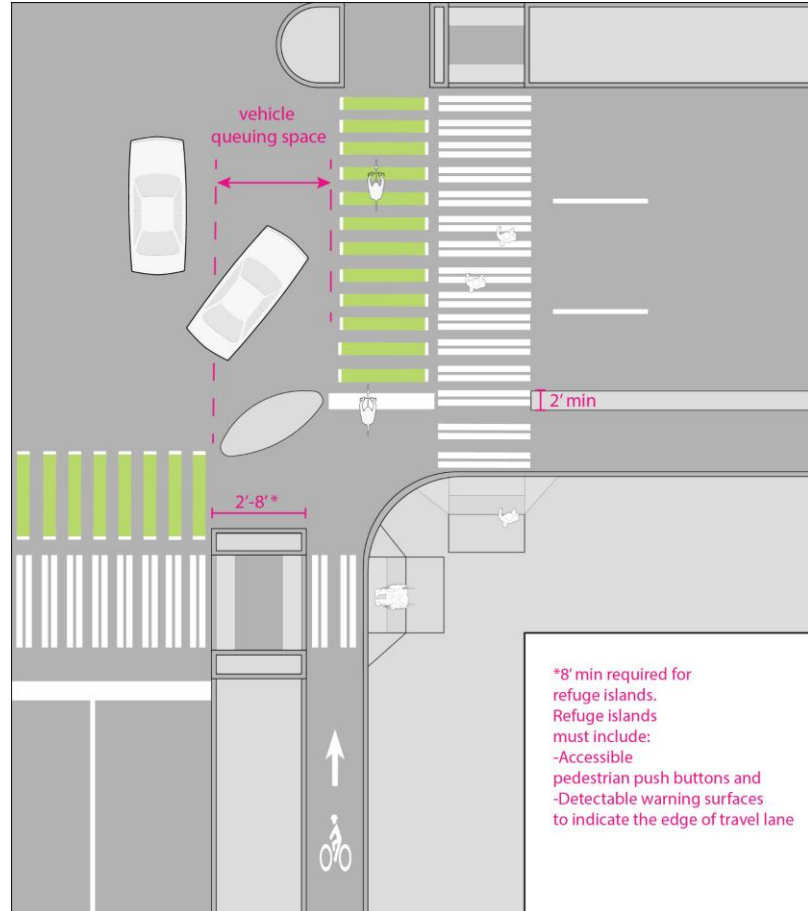 vehicle
queuing space
2' min
2'-8'*
*8' min required for
refuge islands.
Refuge islands
must include:
-Accessible
pedestrian push buttons and
-Detectable warning surfaces
to indicate the edge of travel lane